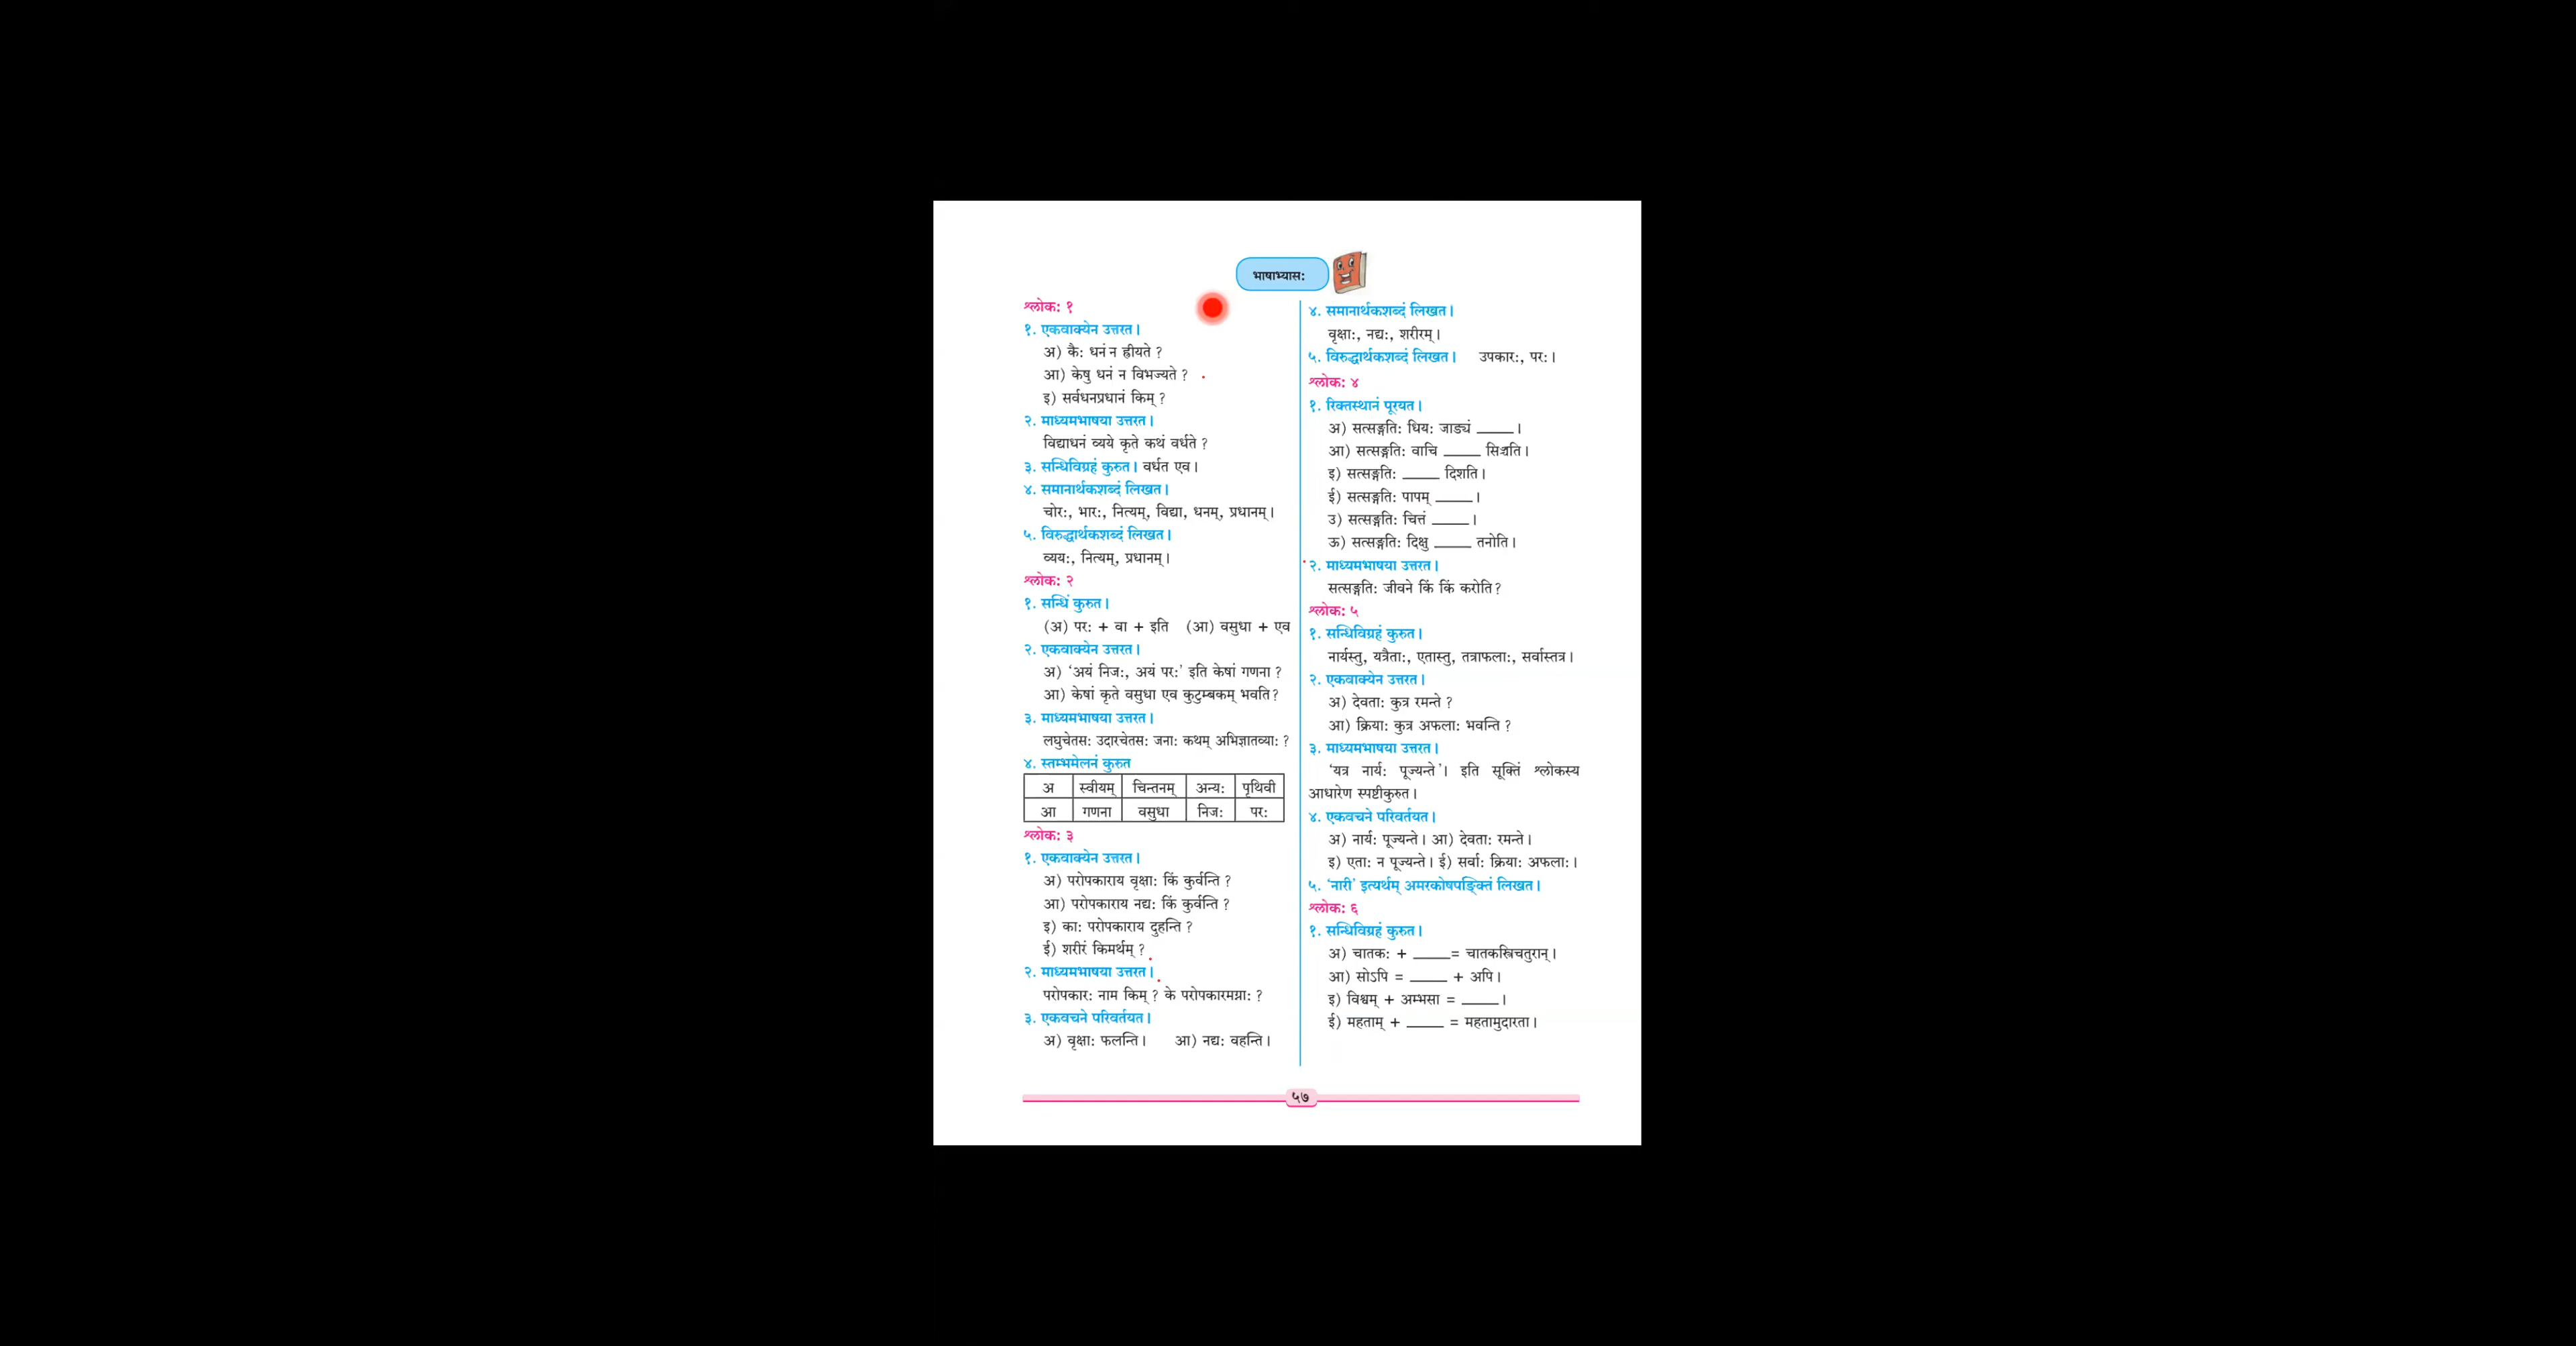 भाषाभ्यासः
श्लोकः १
१. एकवाक्येन उत्तरत।
अ) कैः धनं न ह्रीयते ?
आ) केषु धनं न विभज्यते ?
इ) सर्वधनप्रधानं किम् ?
२. माध्यमभाषया उत्तरत।
विद्याधनं व्यये कृते कथं वर्धते ?
३. सन्धिविग्रहं कुरुत। वर्धत एव।
४. समानार्थकशब्दं लिखत।
चोरः, भारः, नित्यम्, विद्या, धनम्, प्रधानम्।
५. विरुद्धार्थकशब्दं लिखत।
व्ययः, नित्यम्, प्रधानम्।
श्लोकः २
१. सन्धिं कुरुत।
(अ) परः + वा + इति (आ) वसुधा + एव
२. एकवाक्येन उत्तरत।
अ) ‘अयं निजः, अयं परः’ इति केषां गणना ?
आ) केषां कृते वसुधा एव कुटुम्बकम् भवति ?
३. माध्यमभाषया उत्तरत।
लघुचेतसः उदारचेतसः जनाः कथम् अभिज्ञातव्याः ?
४. स्तम्भमेलनं कुरुत
अ स्वीयम् चिन्तनम् अन्यः पृथिवी
आ गणना वसुधा निजः परः
श्लोकः ३
१. एकवाक्येन उत्तरत।
अ) परोपकाराय वृक्षाः किं कुर्वन्ति ?
आ) परोपकाराय नद्यः किं कुर्वन्ति ?
इ) काः परोपकाराय दुहन्ति ?
ई) शरीरं किमर्थम् ?
२. माध्यमभाषया उत्तरत।
परोपकारः नाम किम् ? के परोपकारमग्नाः ?
३. एकवचने परिवर्तयत।
अ) वृक्षाः फलन्ति। आ) नद्यः वहन्ति।
४. समानार्थकशब्दं लिखत।
वृक्षाः, नद्यः, शरीरम्।
५. विरुद्धार्थकशब्दं लिखत। उपकारः, परः।
श्लोकः ४
१. रिक्तस्थानं पूरयत।
अ) सत्सङ्गतिः धियः जाड्यं _____ ।
आ) सत्सङ्गतिः वाचि _____ सिञ्चति।
इ) सत्सङ्गतिः _____ दिशति।
ई) सत्सङ्गतिः पापम् _____ ।
उ) सत्सङ्गतिः चित्तं _____ ।
ऊ) सत्सङ्गतिः दिक्षु _____ तनोति।
२. माध्यमभाषया उत्तरत।
सत्सङ्गतिः जीवने किं किं करोति ?
श्लोकः ५
१. सन्धिविग्रहं कुरुत।
नार्यस्तु, यत्रैताः, एतास्तु, तत्राफलाः, सर्वास्तत्र।
२. एकवाक्येन उत्तरत।
अ) देवताः कुत्र रमन्ते ?
आ) क्रियाः कुत्र अफलाः भवन्ति ?
३. माध्यमभाषया उत्तरत।
‘यत्र नार्यः पूज्यन्ते’। इति सूक्तिं श्लोकस्य
आधारेण स्पष्टीकुरुत।
४. एकवचने परिवर्तयत।
अ) नार्यः पूज्यन्ते। आ) देवताः रमन्ते।
इ) एताः न पूज्यन्ते। ई) सर्वाः क्रियाः अफलाः।
५. ‘नारी’ इत्यर्थम् अमरकोषपङ्क्तिं लिखत।
श्लोकः ६
१. सन्धिविग्रहं कुरुत।
अ) चातकः + _____= चातकस्त्रिचतुरान्।
आ) सोऽपि = _____ + अपि।
इ) विश्वम् + अम्भसा = _____ ।
ई) महताम् + _____ = महतामुदारता।
५७